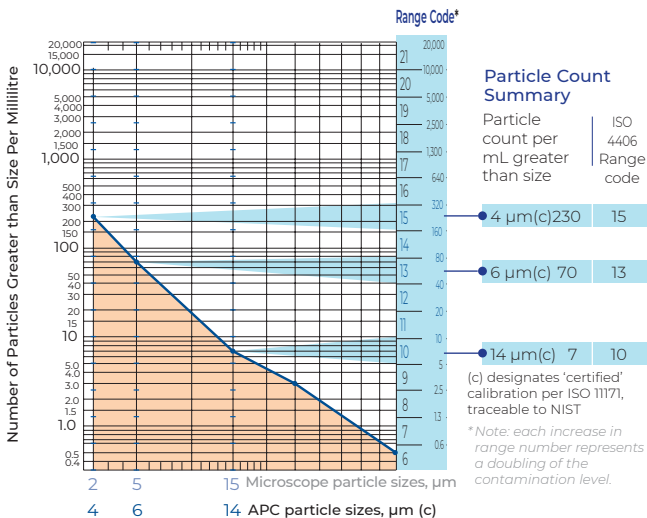 Range Code*
Number of Particles Greater than Size Per Millilitre
20,000
15,000
10,000
5,000
4,000
3,000
2,000
1,500
1,000
500
400
300
200
150
100
50
40
30
20
15
10
5.0
4.0
3.0
2.0
1.5
1.0
0.5
0.4
21
20
19
18
17
16
15
14
13
12
11
10
9
8
7
6
20,000
10,000
5,000
2,500
1,300
640
320
160
80
40
20
10
5
2.5
1.3
0.6
2 5 15 Microscope particle sizes, µm
4 6 14 APC particle sizes, µm (c)
Particle Count
Summary
Particle
count per
mL greater
than size
ISO
4406
Range
code
4 µm(c) 230 15
6 µm(c) 70 13
14 µm(c) 7 10
(c) designates ‘certified’
calibration per ISO 11171,
traceable to NIST
*Note: each increase in
range number represents
a doubling of the
contamination level.